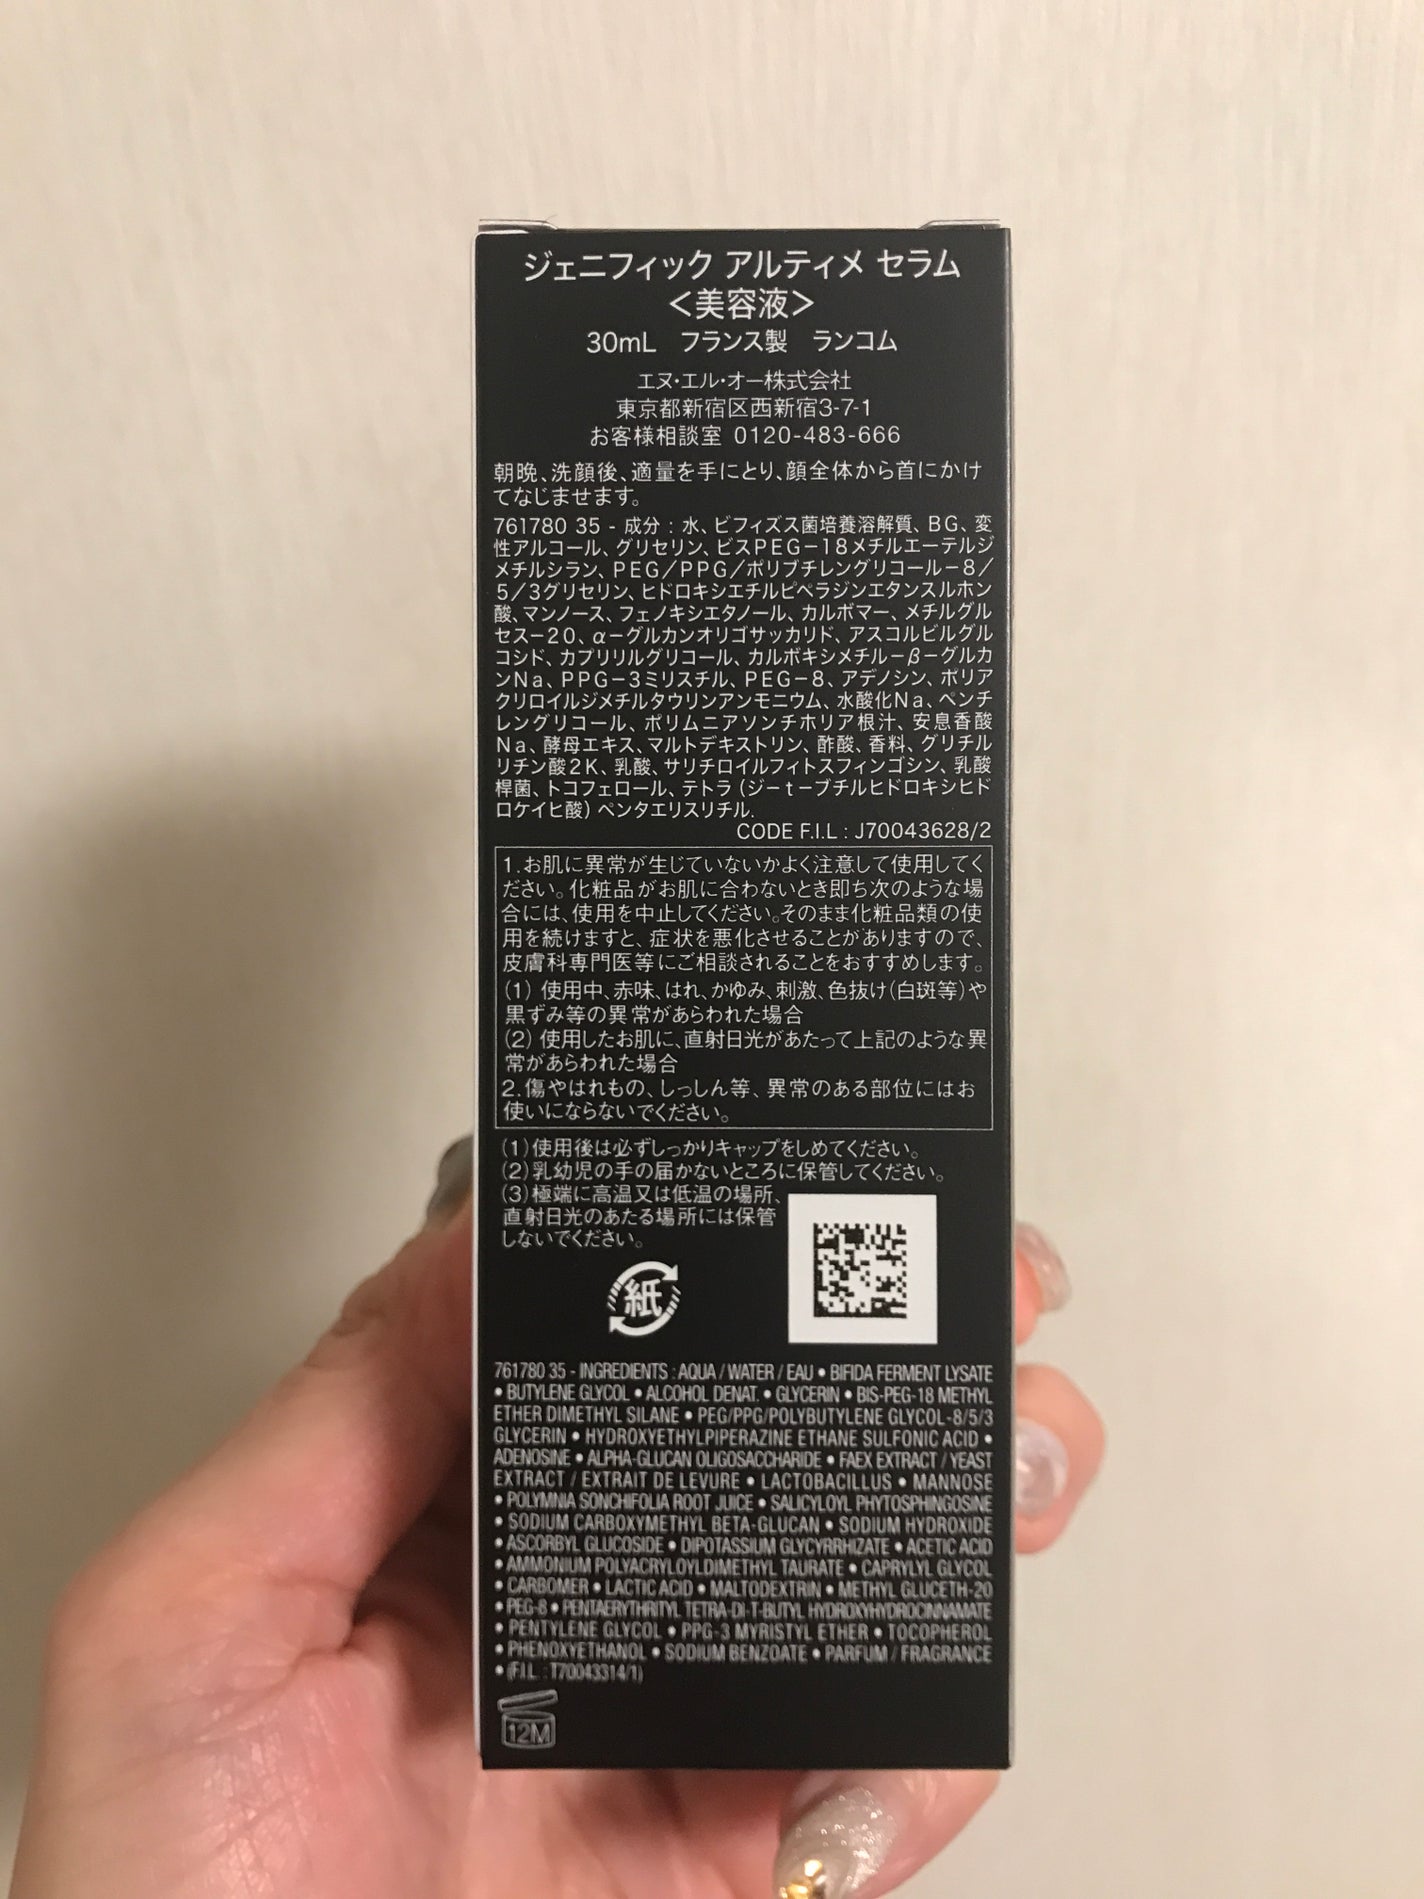 ジェニフィック アルティメ セラム
<美容液>
30mL フランス製 ランコム
エヌ・エル・オー株式会社
東京都新宿区西新宿3-7-1
お客様相談室 0120-483-666
朝晩、洗顔後、適量を手にとり、顔全体から首にかけ
てなじませます。
761780 35 - 成分 : 水、ビフィズス菌培養溶解質、BG、変
性アルコール、グリセリン、ビスPEG－18メチルエーテルジ
メチルシラン、PEG／PPG／ポリブチレングリコール－8／
5／3グリセリン、ヒドロキシエチルピペラジンエタンスルホン
酸、マンノース、フェノキシエタノール、カルボマー、メチルグル
セス－20、α－グルカンオリゴサッカリド、アスコルビルグル
コシド、カプリリルグリコール、カルボキシメチル－β－グルカ
ンNa、PPG－3ミリスチル、PEG－8、アデノシン、ポリア
クリロイルジメチルタウリンアンモニウム、水酸化Na、ペンチ
レングリコール、ポリムニアソンチホリア根汁、安息香酸
Na、酵母エキス、マルトデキストリン、酢酸、香料、グリチル
リチン酸2K、乳酸、サリチロイルフィトスフィンゴシン、乳酸
桿菌、トコフェロール、テトラ（ジ－t－ブチルヒドロキシヒド
ロケイヒ酸）ペンタエリスリチル.
CODE F.I.L : J70043628/2
1.お肌に異常が生じていないかよく注意して使用してく
ださい。化粧品がお肌に合わないとき即ち次のような場
合には、使用を中止してください。そのまま化粧品類の使
用を続けますと、症状を悪化させることがありますので、
皮膚科専門医等にご相談されることをおすすめします。
(1) 使用中、赤味、はれ、かゆみ、刺激、色抜け(白斑等)や
黒ずみ等の異常があらわれた場合
(2) 使用したお肌に、直射日光があたって上記のような異
常があらわれた場合
2.傷やはれもの、しっしん等、異常のある部位にはお
使いにならないでください。
(1)使用後は必ずしっかりキャップをしめてください。
(2)乳幼児の手の届かないところに保管してください。
(3)極端に高温又は低温の場所、
直射日光のあたる場所には保管
しないでください。
紙
761780 35 - INGREDIENTS : AQUA / WATER / EAU • BIFIDA FERMENT LYSATE
• BUTYLENE GLYCOL • ALCOHOL DENAT. • GLYCERIN • BIS-PEG-18 METHYL
ETHER DIMETHYL SILANE • PEG/PPG/POLYBUTYLENE GLYCOL-8/5/3
GLYCERIN • HYDROXYETHYLPIPERAZINE ETHANE SULFONIC ACID •
ADENOSINE • ALPHA-GLUCAN OLIGOSACCHARIDE • FAEX EXTRACT / YEAST
EXTRACT / EXTRAIT DE LEVURE • LACTOBACILLUS • MANNOSE
• POLYMNIA SONCHIFOLIA ROOT JUICE • SALICYLOYL PHYTOSPHINGOSINE
• SODIUM CARBOXYMETHYL BETA-GLUCAN • SODIUM HYDROXIDE
• ASCORBYL GLUCOSIDE • DIPOTASSIUM GLYCYRRHIZATE • ACETIC ACID
• AMMONIUM POLYACRYLOYLDIMETHYL TAURATE • CAPRYLYL GLYCOL
• CARBOMER • LACTIC ACID • MALTODEXTRIN • METHYL GLUCETH-20
• PEG-8 • PENTAERYTHRITYL TETRA-DI-T-BUTYL HYDROXYHYDROCINNAMATE
• PENTYLENE GLYCOL • PPG-3 MYRISTYL ETHER • TOCOPHEROL
• PHENOXYETHANOL • SODIUM BENZOATE • PARFUM / FRAGRANCE
• (F.I.L : T70043314/1)
12M